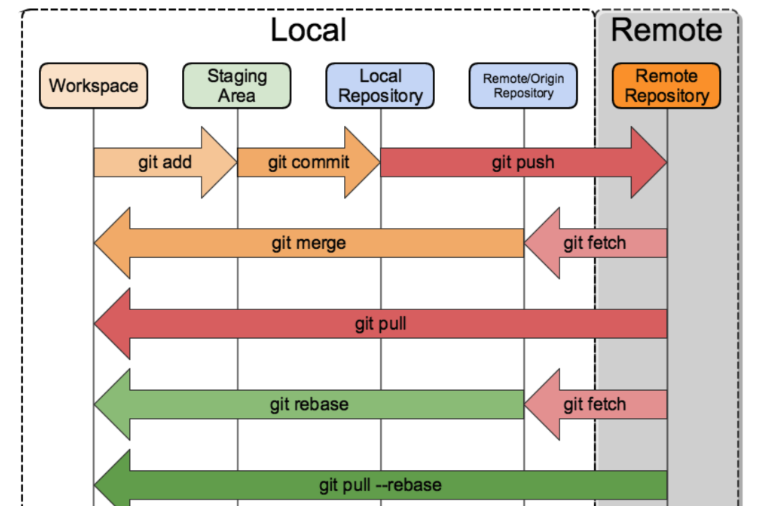 Local
Remote
Workspace
Staging
Area
Local
Repository
Remote/Origin
Repository
Remote
Repository
git add
git commit
git push
git merge
git fetch
git pull
git rebase
git fetch
git pull --rebase